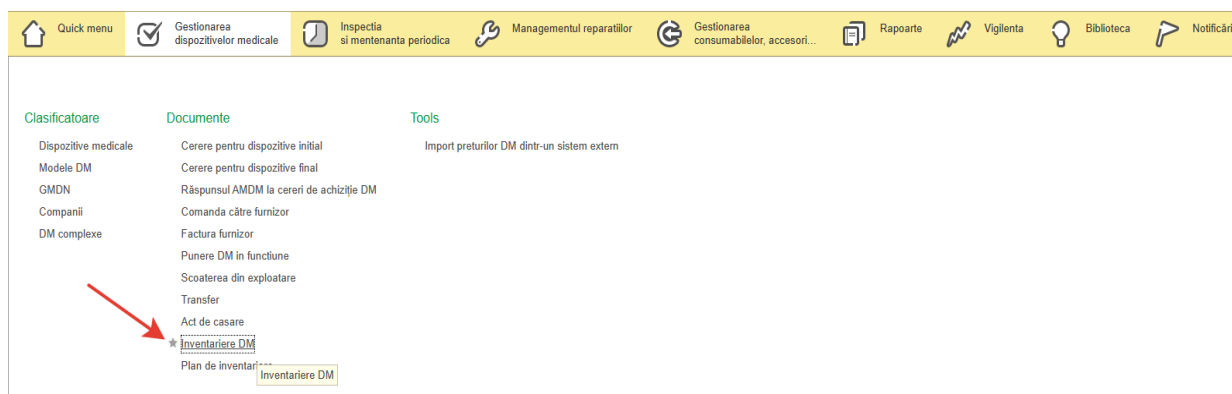 Quick menu
Gestionarea
dispozitivelor medicale
Inspectia
si mentenanta periodica
Managementul reparatiilor
Gestionarea
consumabilelor, accesori...
Rapoarte
Vigilenta
Biblioteca
Notificări
Clasificatoare
Dispozitive medicale
Modele DM
GMDN
Companii
DM complexe
Documente
Cerere pentru dispozitive initial
Cerere pentru dispozitive final
Răspunsul AMDM la cereri de achiziție DM
Comanda către furnizor
Factura furnizor
Punere DM in functiune
Scoaterea din exploatare
Transfer
Act de casare
Inventariere DM
Plan de
Inventariere DM
Tools
Import preturilor DM dintr-un sistem extern